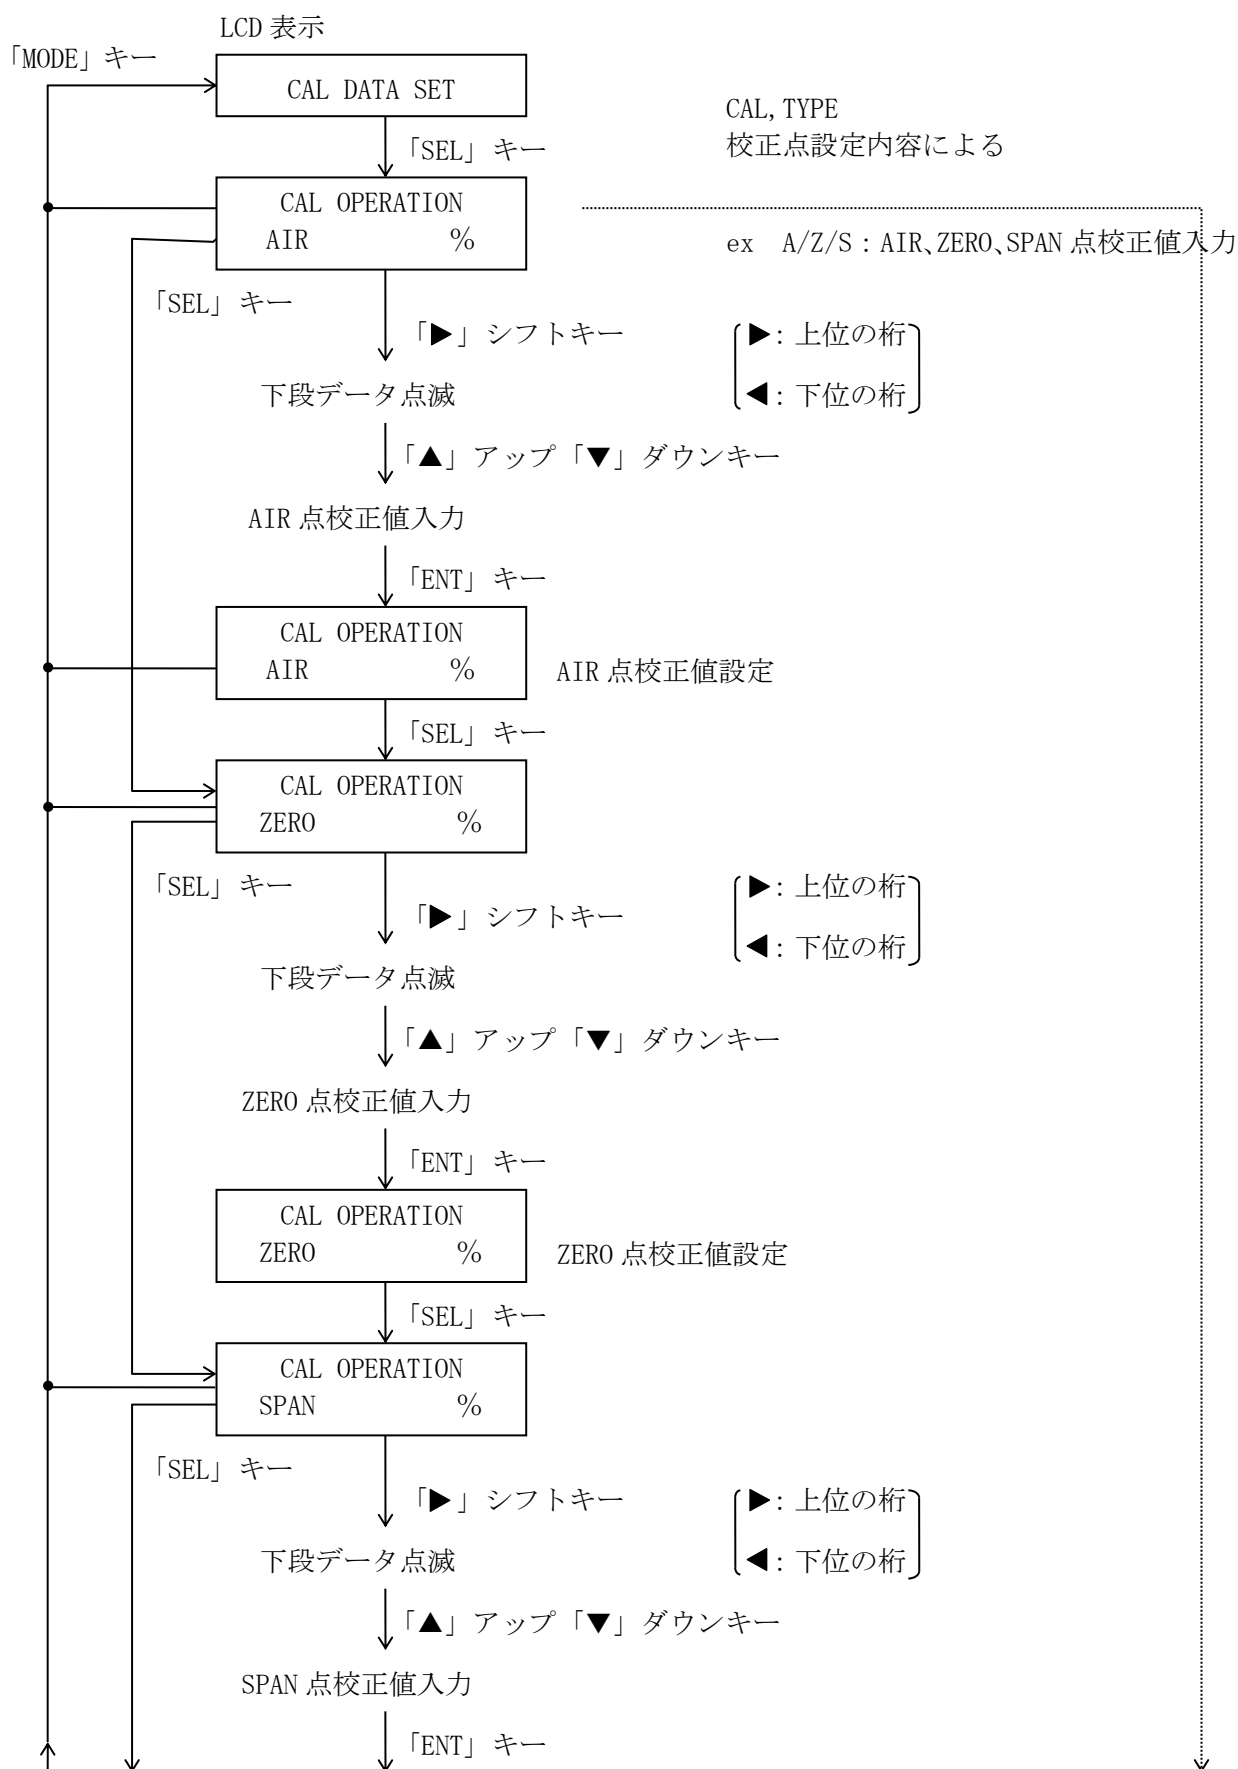 LCD 表示
「MODE」キー
CAL DATA SET
CAL,TYPE
「SEL」キー
校正点設定内容による
CAL OPERATION
AIR %
ex A/Z/S：AIR、ZERO、SPAN 点校正値入力
「SEL」キー
「▶」シフトキー
▶：上位の桁
下段データ点滅
◀：下位の桁
「▲」アップ「▼」ダウンキー
AIR 点校正値入力
「ENT」キー
CAL OPERATION
AIR %
AIR 点校正値設定
「SEL」キー
CAL OPERATION
ZERO %
「SEL」キー
▶：上位の桁
「▶」シフトキー
◀：下位の桁
下段データ点滅
「▲」アップ「▼」ダウンキー
ZERO 点校正値入力
「ENT」キー
CAL OPERATION
ZERO %
ZERO 点校正値設定
「SEL」キー
CAL OPERATION
SPAN %
「SEL」キー
「▶」シフトキー
▶：上位の桁
下段データ点滅
◀：下位の桁
「▲」アップ「▼」ダウンキー
SPAN 点校正値入力
「ENT」キー